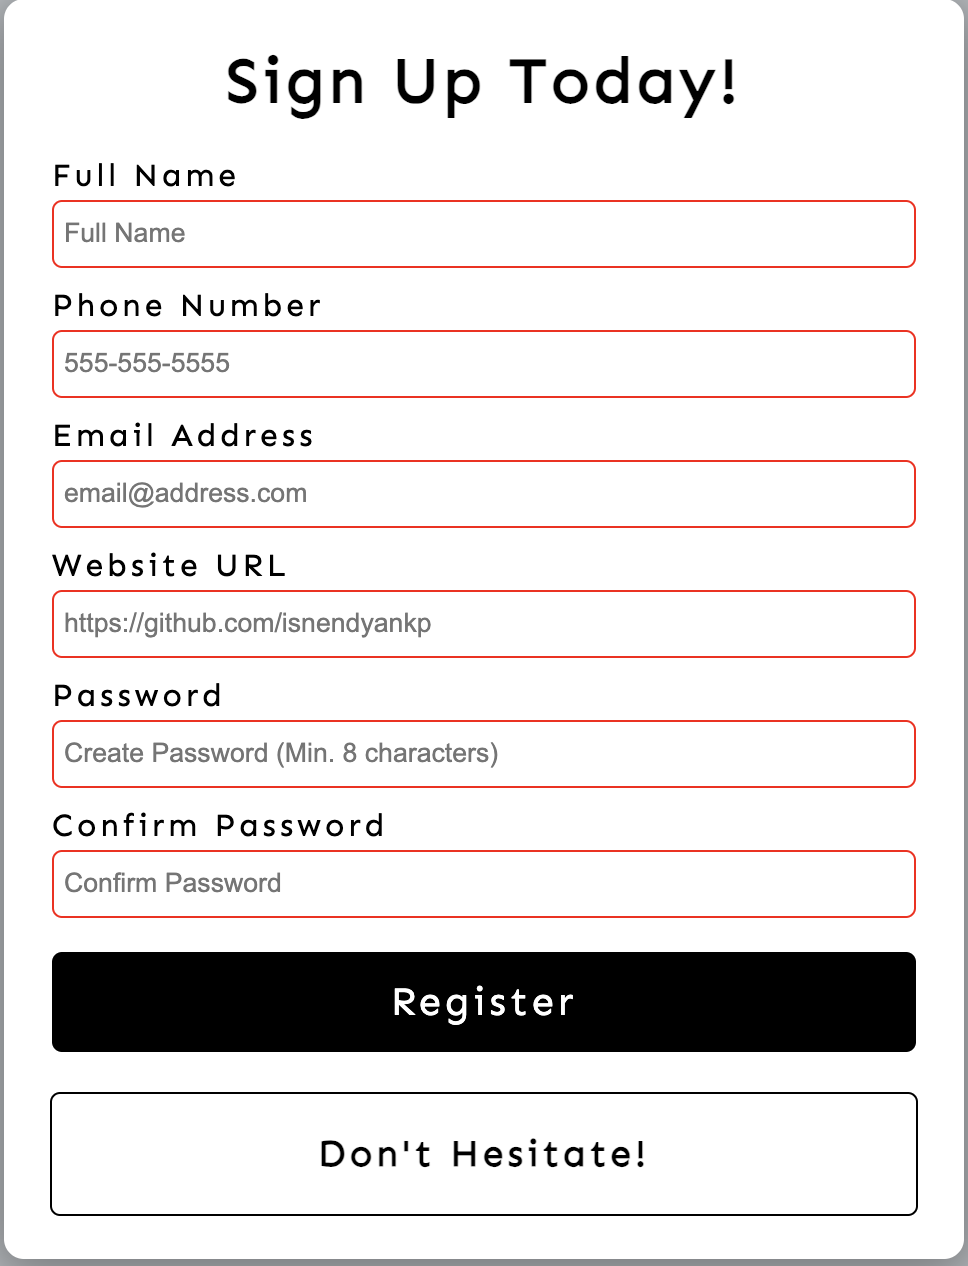 Sign Up Today!
Full Name
Full Name
Phone Number
555-555-5555
Email Address
email@address.com
Website URL
https://github.com/isnendyankp
Password
Create Password (Min. 8 characters)
Confirm Password
Confirm Password
Register
Don't Hesitate!